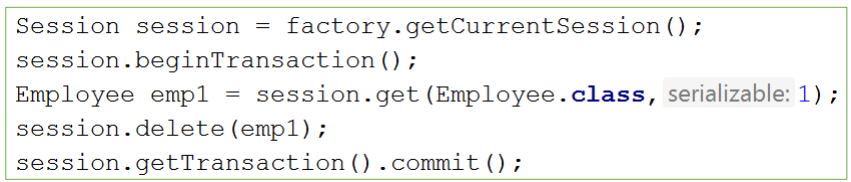 Session session = factory.getCurrentSession();
session.beginTransaction();
Employee emp1 = session.get(Employee.class, serializable: 1);
session.delete(emp1);
session.getTransaction().commit();